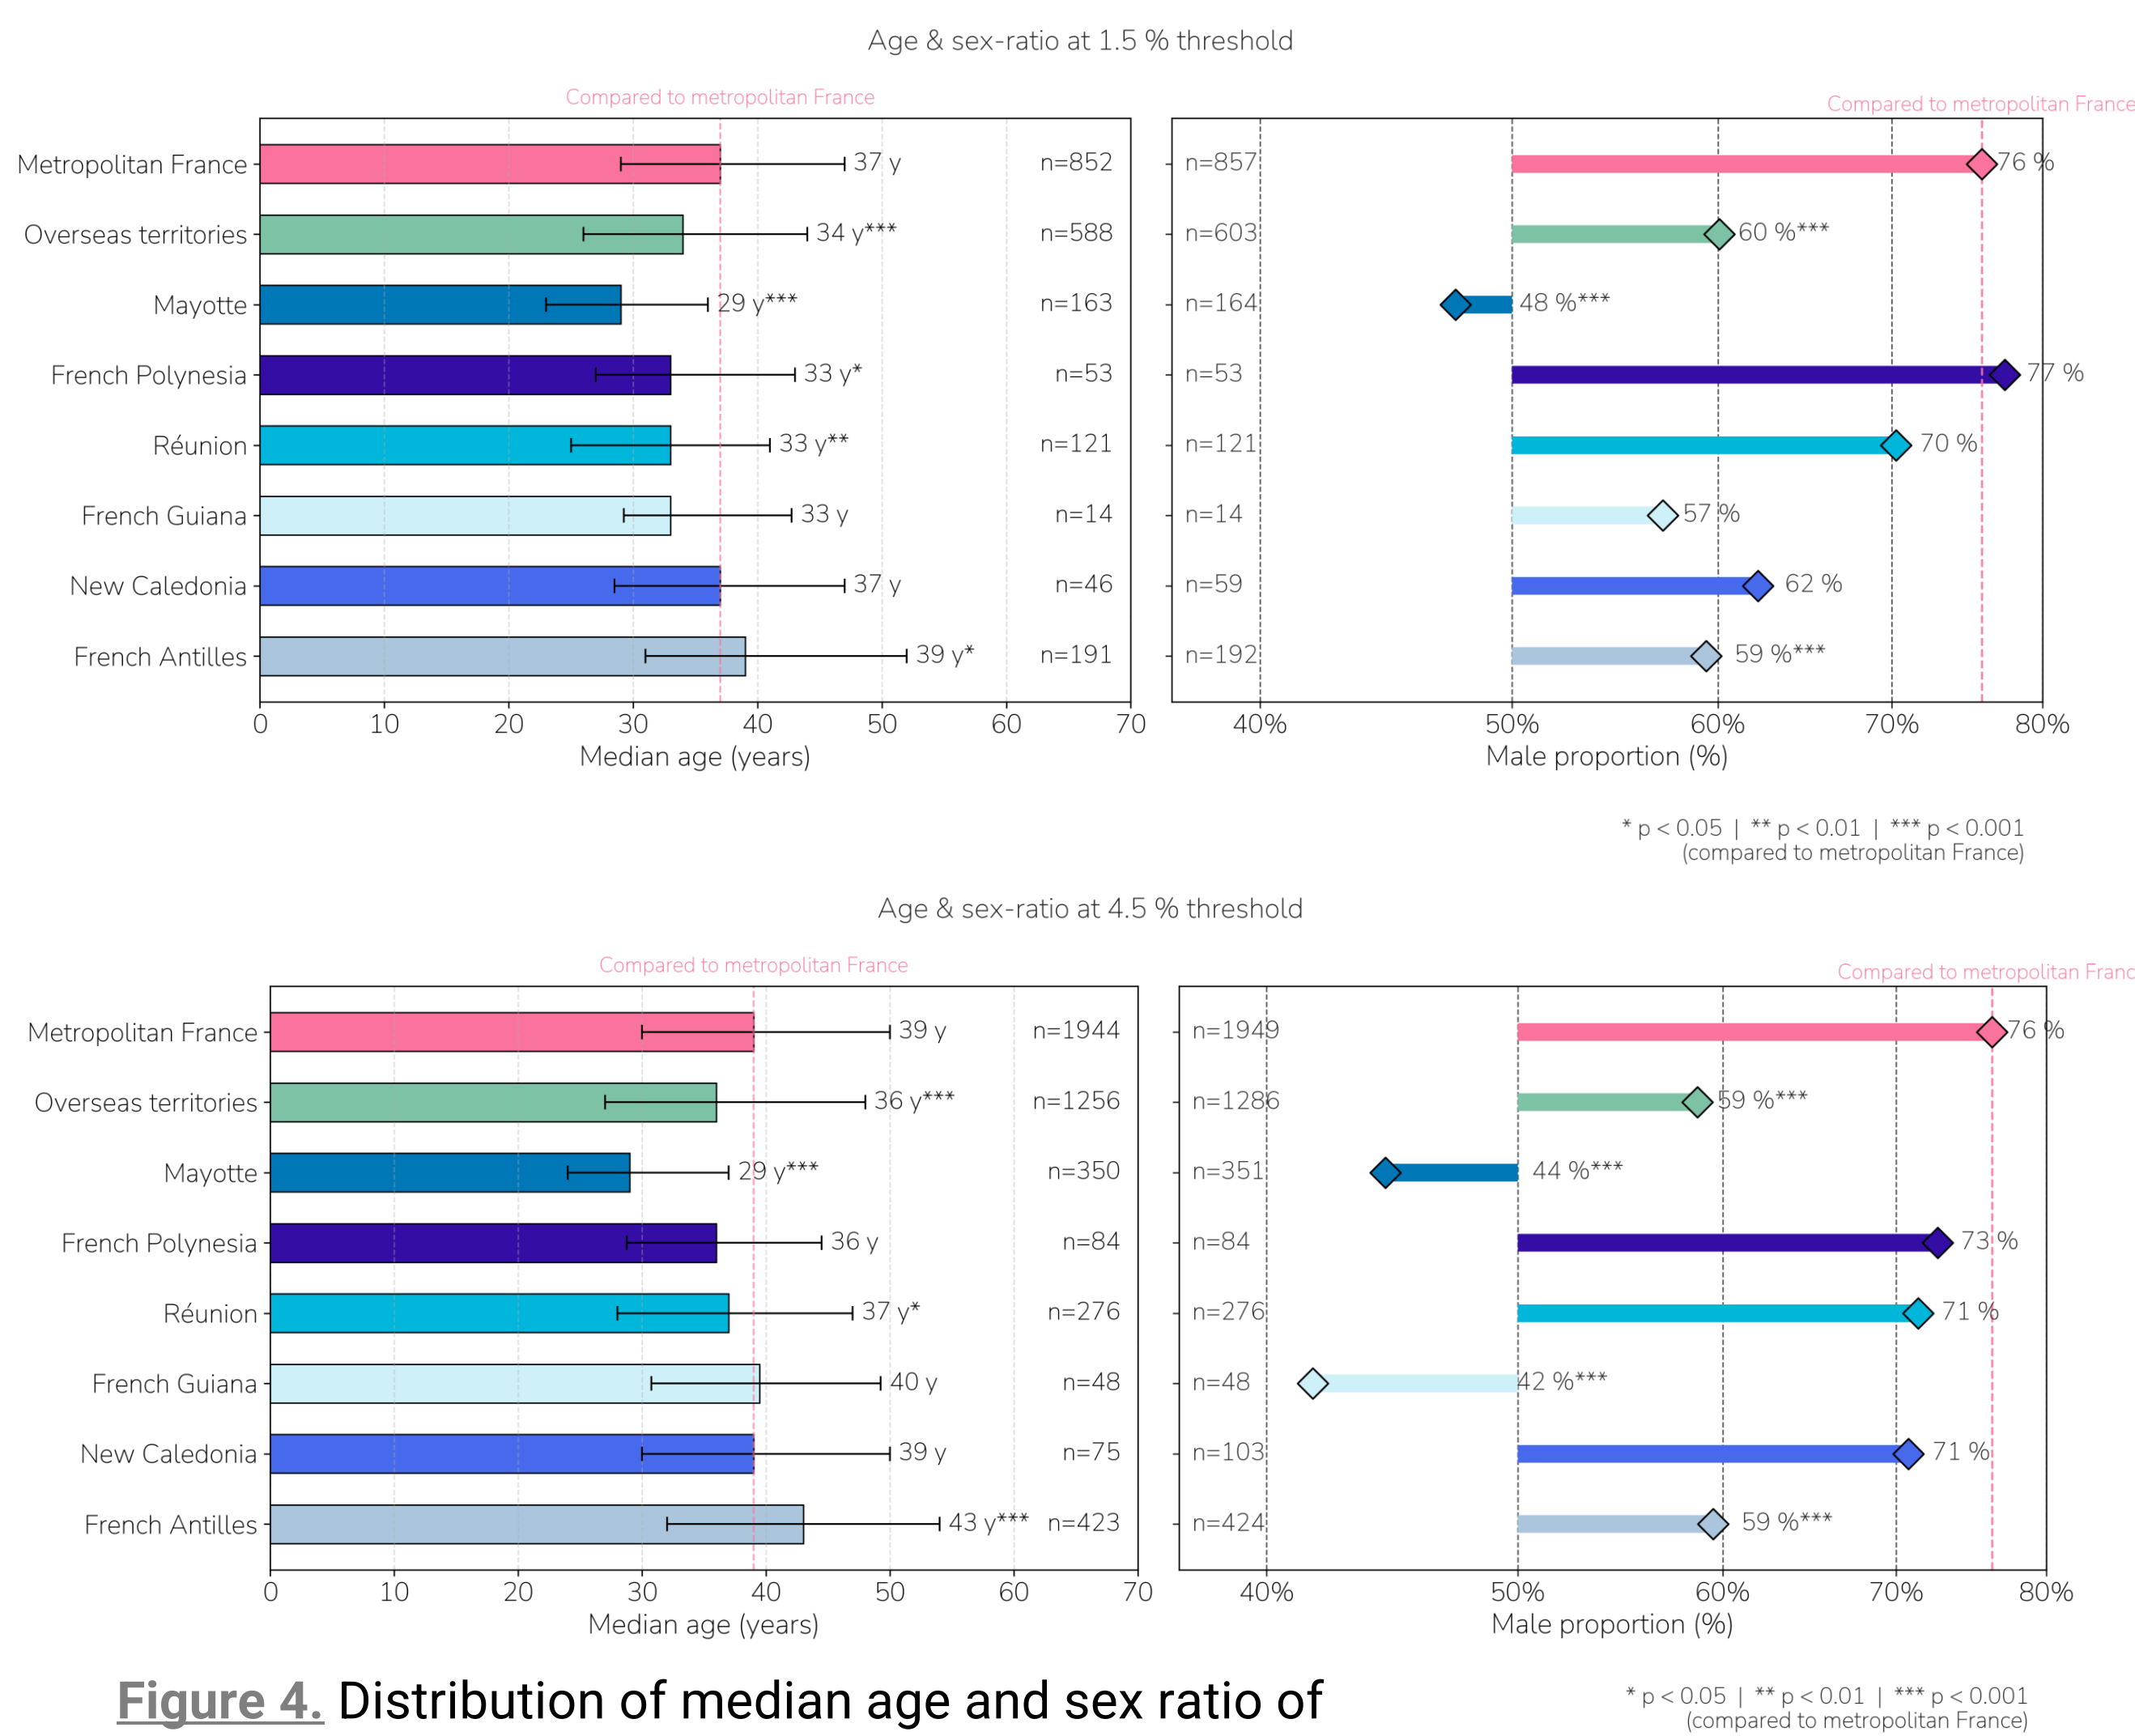 Age & sex-ratio at 1.5 % threshold
Compared to metropolitan France
Compared to metropolitan France
Metropolitan France 37 y n=852 n=857 76 %
Overseas territories 34 y*** n=588 n=603 60 %***
Mayotte 29 y*** n=163 n=164 48 %***
French Polynesia 33 y* n=53 n=53 77 %
Réunion 33 y** n=121 n=121 70 %
French Guiana 33 y n=14 n=14 57 %
New Caledonia 37 y n=46 n=59 62 %
French Antilles 39 y* n=191 n=192 59 %***
0 10 20 30 40 50 60 70 40% 50% 60% 70% 80%
Median age (years) Male proportion (%)
* p < 0.05 | ** p < 0.01 | *** p < 0.001
(compared to metropolitan France)
Age & sex-ratio at 4.5 % threshold
Compared to metropolitan France
Compared to metropolitan Franc
Metropolitan France 39 y n=1944 n=1949 76 %
Overseas territories 36 y*** n=1256 n=1286 59 %***
Mayotte 29 y*** n=350 n=351 44 %***
French Polynesia 36 y n=84 n=84 73 %
Réunion 37 y* n=276 n=276 71 %
French Guiana 40 y n=48 n=48 42 %***
New Caledonia 39 y n=75 n=103 71 %
French Antilles 43 y*** n=423 n=424 59 %***
0 10 20 30 40 50 60 70 40% 50% 60% 70% 80%
Median age (years) Male proportion (%)
Figure 4. Distribution of median age and sex ratio of
* p < 0.05 | ** p < 0.01 | *** p < 0.001
(compared to metropolitan France)